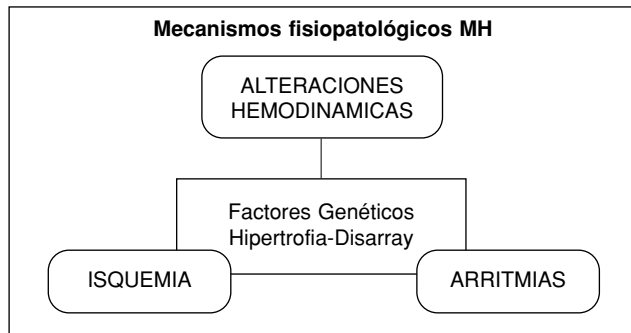 Mecanismos fisiopatológicos MH
ALTERACIONES
HEMODINAMICAS
Factores Genéticos
Hipertrofia-Disarray
ISQUEMIA
ARRITMIAS